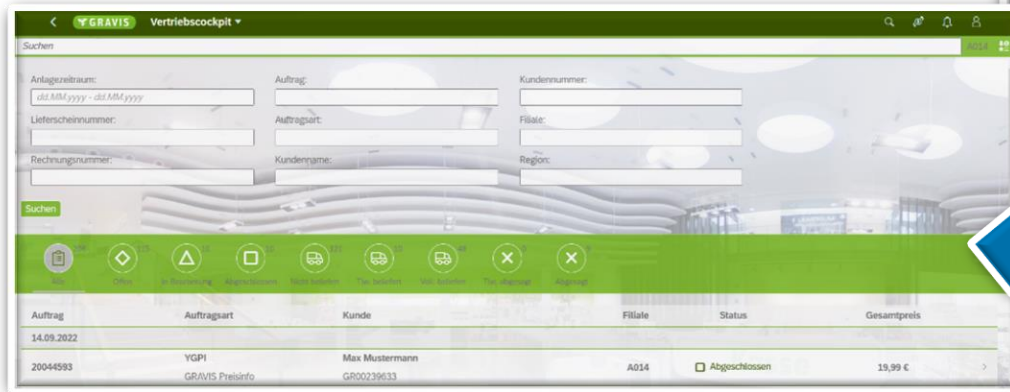 GRAVIS Vertriebscockpit
Suchen A014
Anlagezeitraum: Auftrag: Kundennummer:
dd.MM.yyyy - dd.MM.yyyy
Lieferscheinnummer: Auftragsart: Filiale:
Rechnungsnummer: Kundenname: Region:
Suchen
Alle Offen In Bearbeitung Abgeschlossen Nicht beliefert Tlw. beliefert Voll. beliefert Tlw. abgesagt Abgesagt
Auftrag Auftragsart Kunde Filiale Status Gesamtpreis
14.09.2022
20044593 YGPI Max Mustermann A014 Abgeschlossen 19,99 €
GRAVIS Preisinfo GR00239633